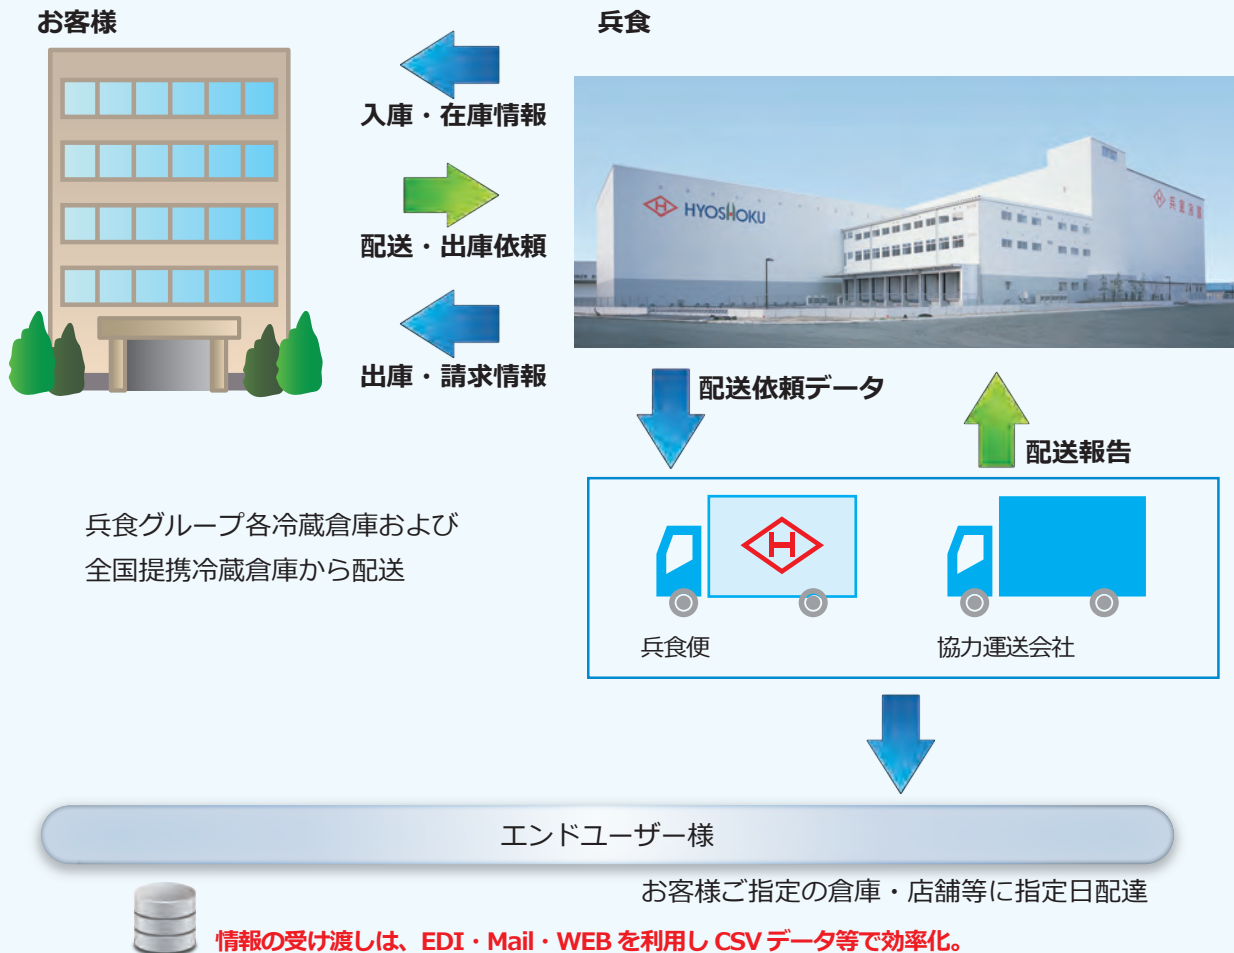 お客様
兵食
入庫・在庫情報
配送・出庫依頼
出庫・請求情報
HYOSHOKU
配送依頼データ
配送報告
兵食グループ各冷蔵倉庫および
全国提携冷蔵倉庫から配送
H
兵食便
協力運送会社
エンドユーザー様
お客様ご指定の倉庫・店舗等に指定日配達
情報の受け渡しは、EDI・Mail・WEB を利用し CSV データ等で効率化。